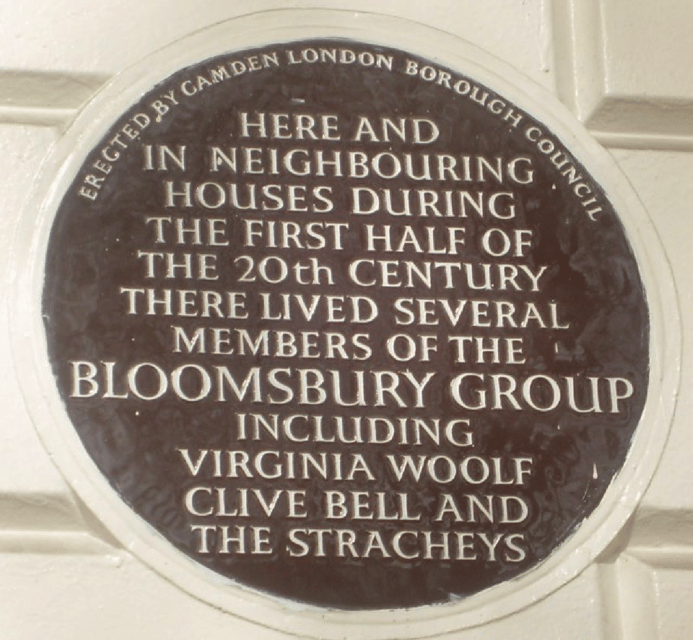 ERECTED BY CAMDEN LONDON BOROUGH COUNCIL
HERE AND
IN NEIGHBOURING
HOUSES DURING
THE FIRST HALF OF
THE 20th CENTURY
THERE LIVED SEVERAL
MEMBERS OF THE
BLOOMSBURY GROUP
INCLUDING
VIRGINIA WOOLF
CLIVE BELL AND
THE STRACHEYS